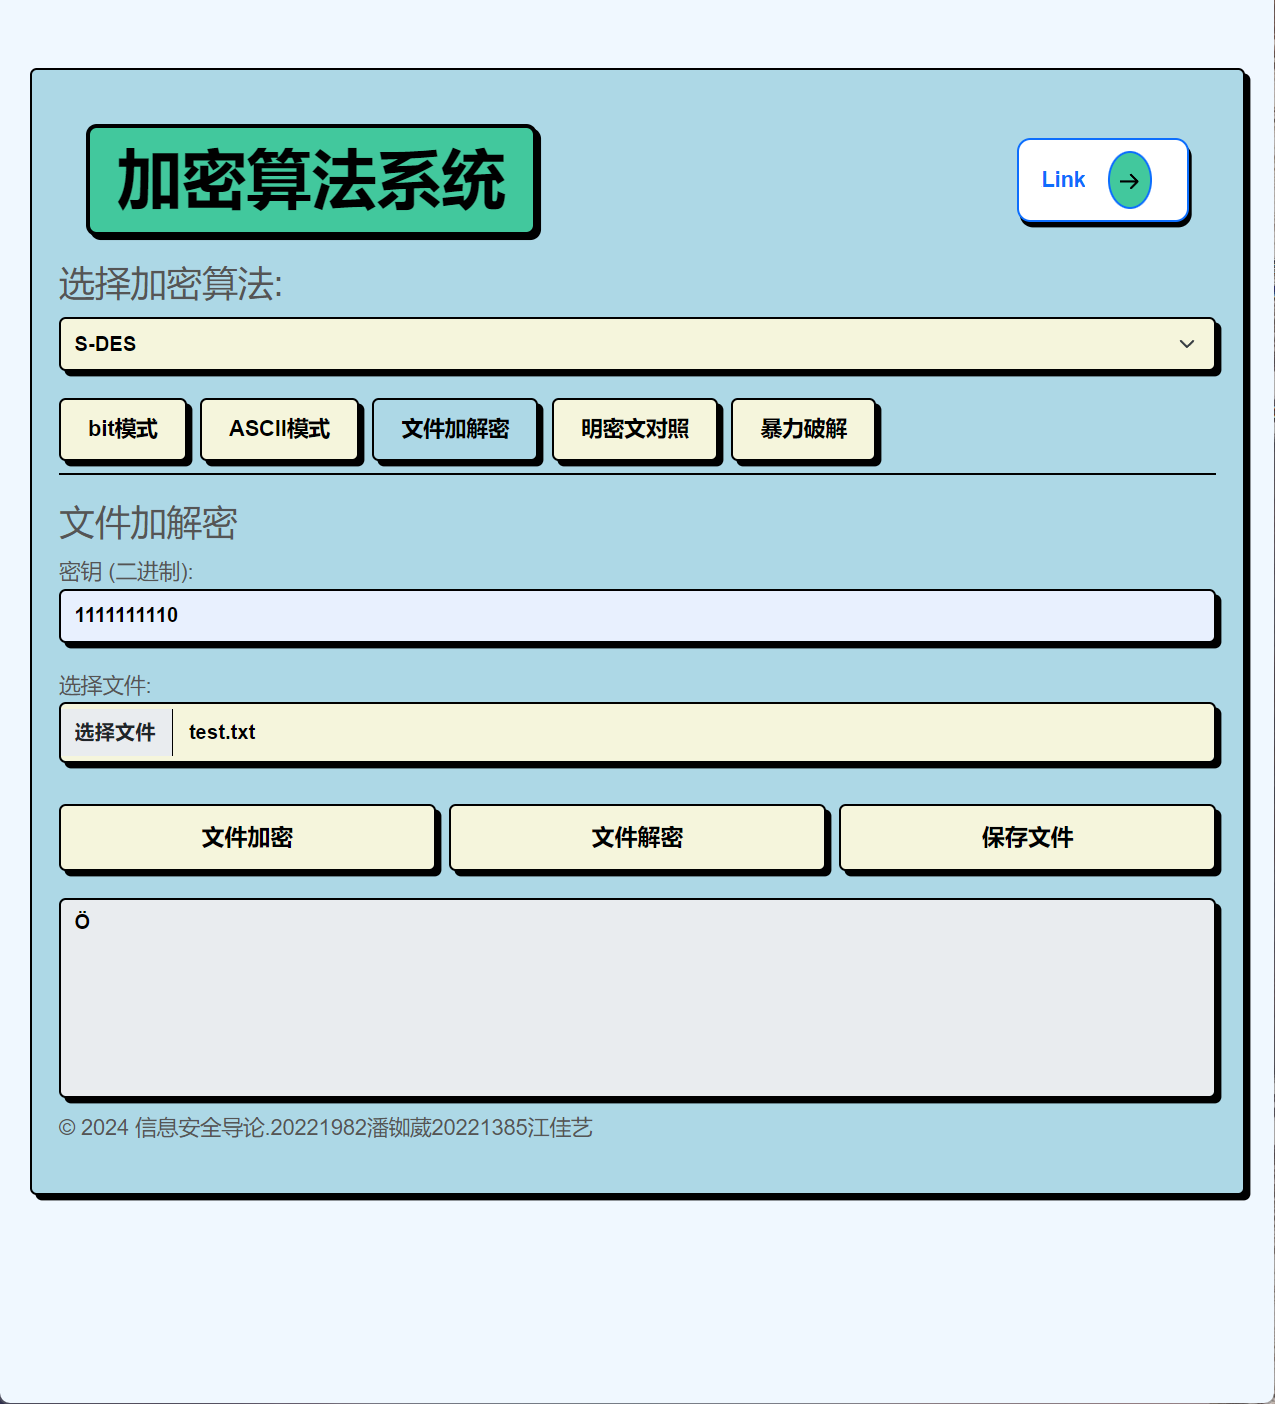 加密算法系统
Link
选择加密算法:
S-DES
bit模式 ASCII模式 文件加解密 明密文对照 暴力破解
文件加解密
密钥 (二进制):
1111111110
选择文件:
选择文件 test.txt
文件加密 文件解密 保存文件
Ö
© 2024 信息安全导论.20221982潘铷葳20221385江佳艺